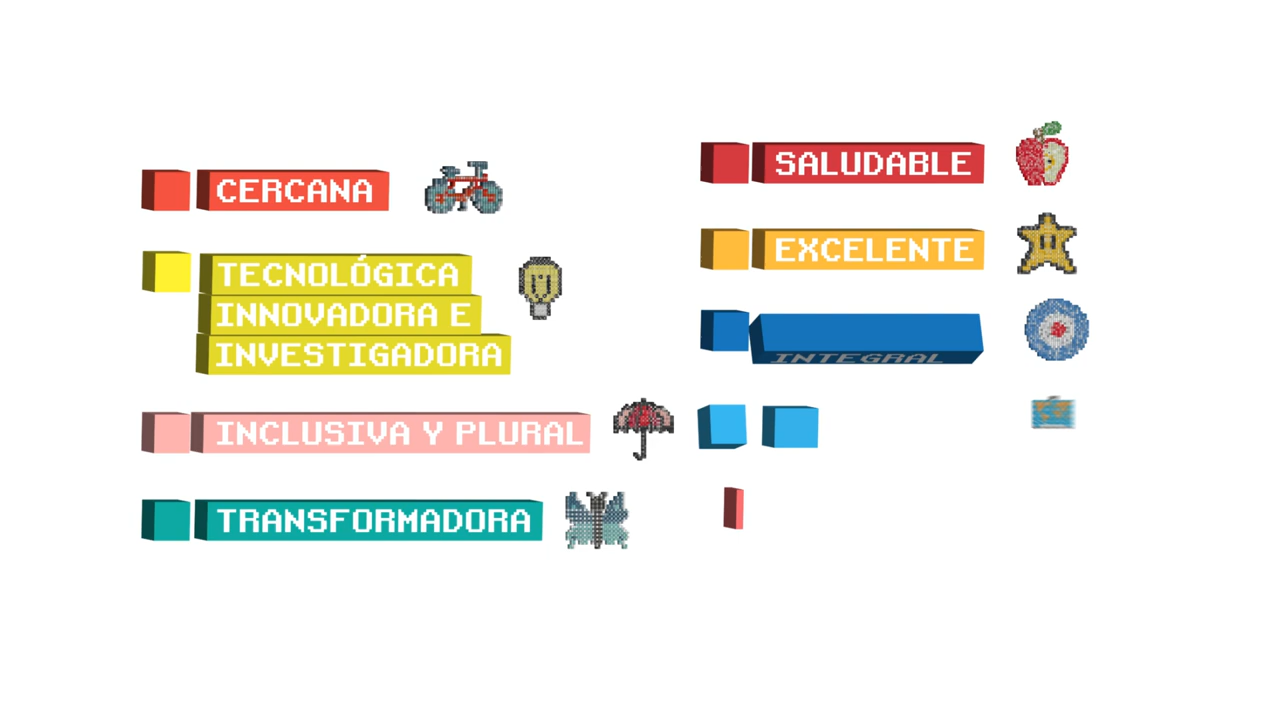 CERCANA
TECNOLÓGICA
INNOVADORA E
INVESTIGADORA
INCLUSIVA Y PLURAL
TRANSFORMADORA
SALUDABLE
EXCELENTE
INTEGRAL